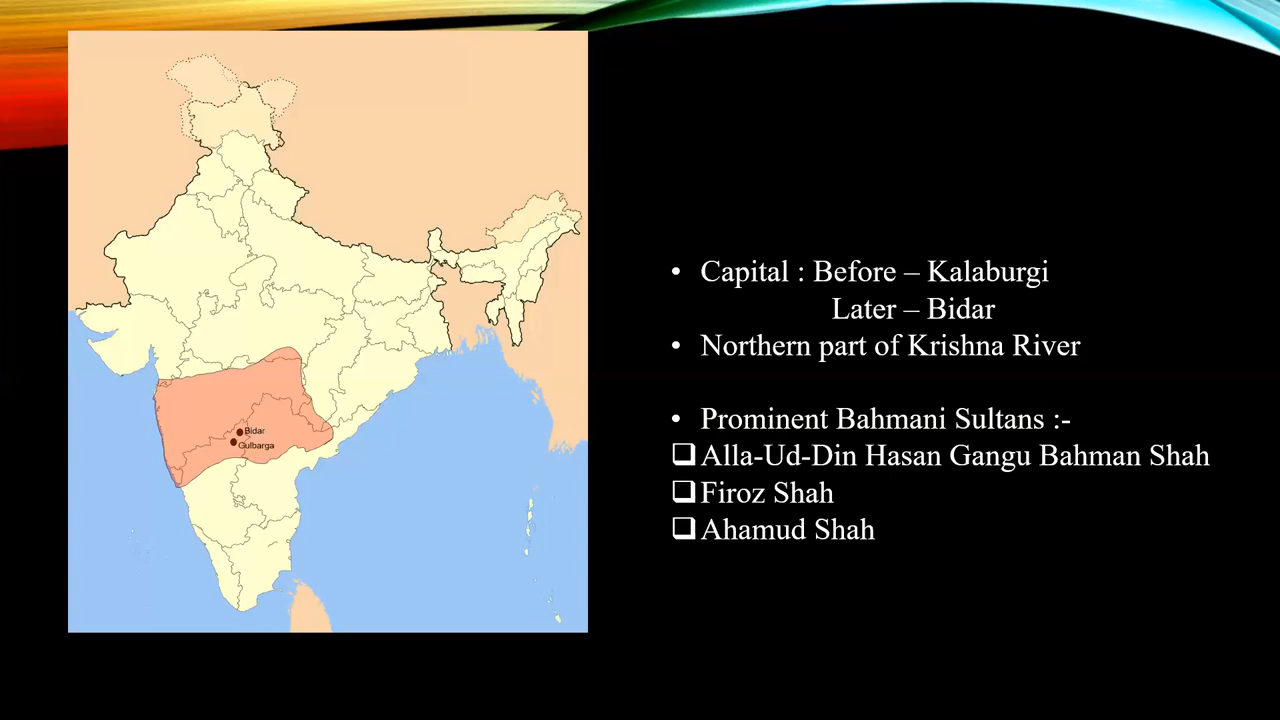 Bidar
Gulbarga
• Capital : Before – Kalaburgi
Later – Bidar
• Northern part of Krishna River
• Prominent Bahmani Sultans :-
❑ Alla-Ud-Din Hasan Gangu Bahman Shah
❑ Firoz Shah
❑ Ahamud Shah